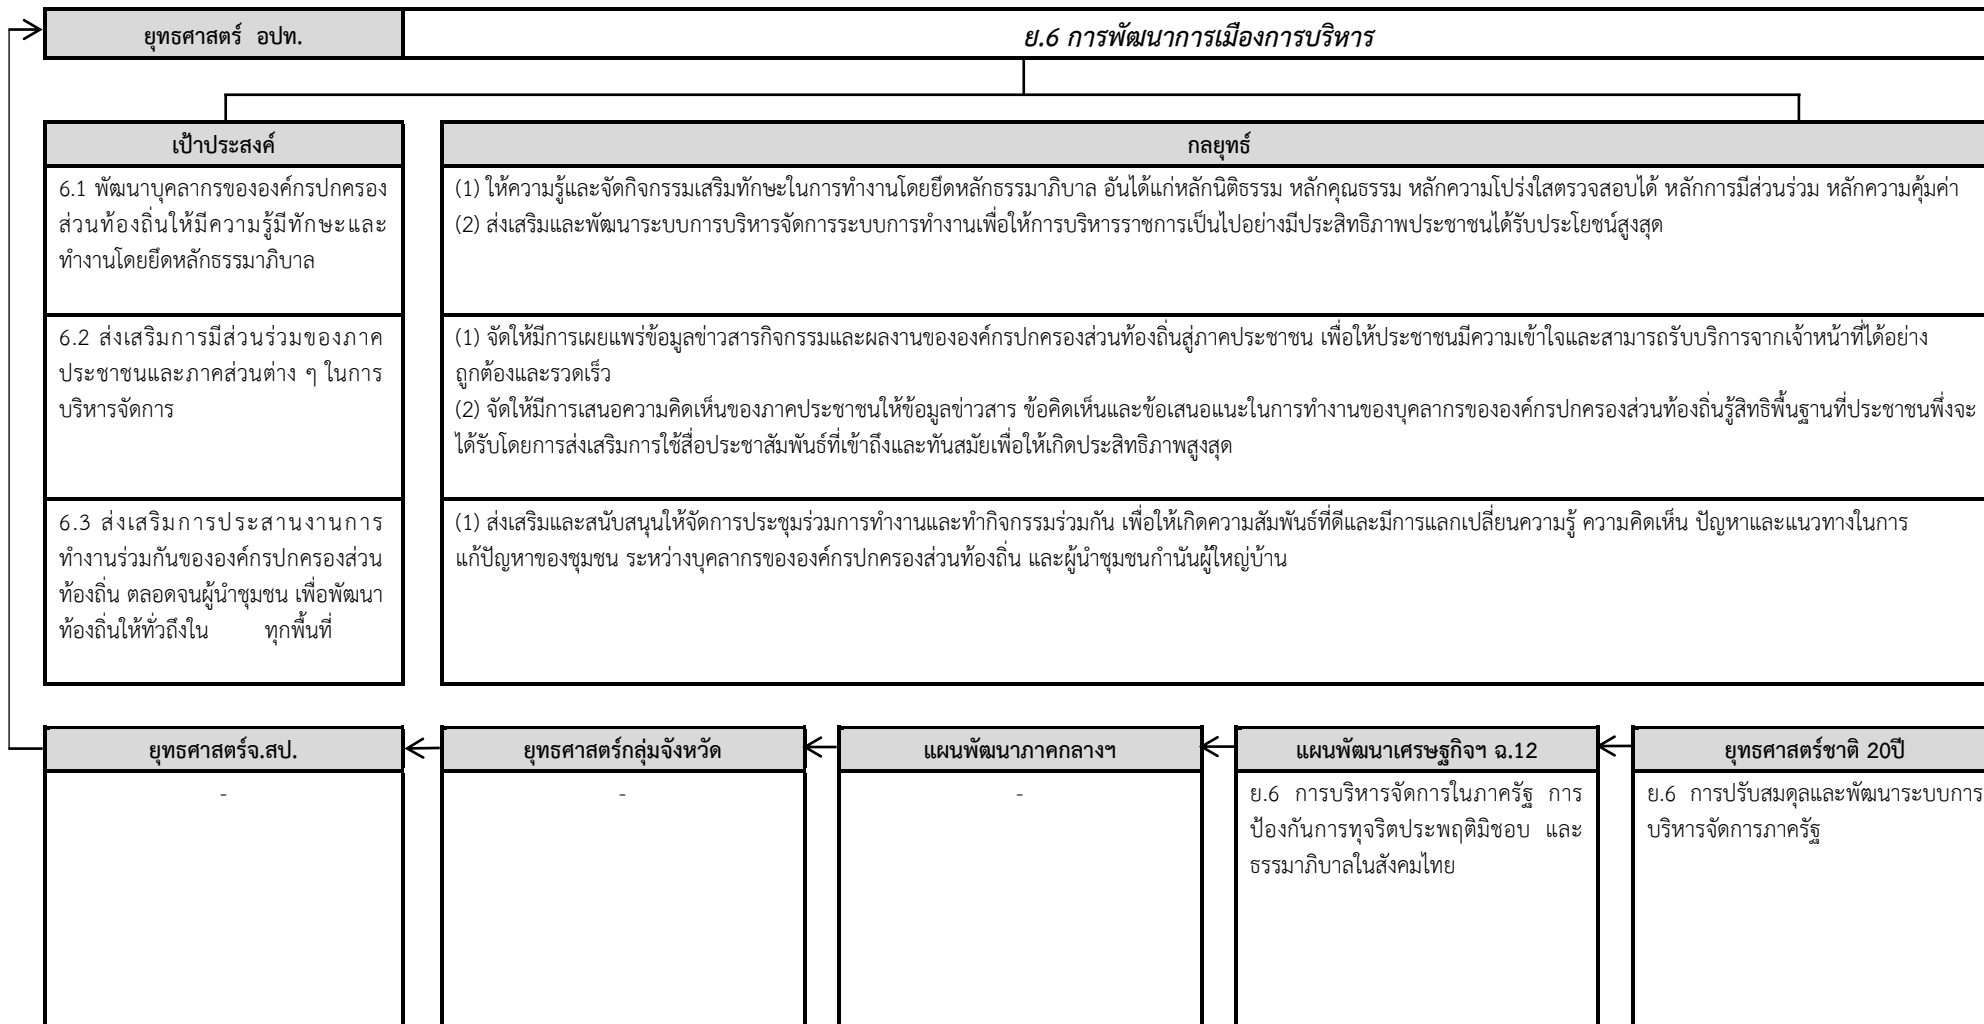 ยุทธศาสตร์ อปท.
ย.6 การพัฒนาการเมืองการบริหาร
เป้าประสงค์
กลยุทธ์
6.1 พัฒนาบุคลากรขององค์กรปกครอง
ส่วนท้องถิ่นให้มีความรู้มีทักษะและ
ทำงานโดยยึดหลักธรรมาภิบาล
(1) ให้ความรู้และจัดกิจกรรมเสริมทักษะในการทำงานโดยยึดหลักธรรมาภิบาล อันได้แก่หลักนิติธรรม หลักคุณธรรม หลักความโปร่งใสตรวจสอบได้ หลักการมีส่วนร่วม หลักความคุ้มค่า
(2) ส่งเสริมและพัฒนาระบบการบริหารจัดการระบบการทำงานเพื่อให้การบริหารราชการเป็นไปอย่างมีประสิทธิภาพประชาชนได้รับประโยชน์สูงสุด
6.2 ส่งเสริมการมีส่วนร่วมของภาค
ประชาชนและภาคส่วนต่าง ๆ ในการ
บริหารจัดการ
(1) จัดให้มีการเผยแพร่ข้อมูลข่าวสารกิจกรรมและผลงานขององค์กรปกครองส่วนท้องถิ่นสู่ภาคประชาชน เพื่อให้ประชาชนมีความเข้าใจและสามารถรับบริการจากเจ้าหน้าที่ได้อย่าง
ถูกต้องและรวดเร็ว
(2) จัดให้มีการเสนอความคิดเห็นของภาคประชาชนให้ข้อมูลข่าวสาร ข้อคิดเห็นและข้อเสนอแนะในการทำงานของบุคลากรขององค์กรปกครองส่วนท้องถิ่นรู้สิทธิพื้นฐานที่ประชาชนพึ่งจะ
ได้รับโดยการส่งเสริมการใช้สื่อประชาสัมพันธ์ที่เข้าถึงและทันสมัยเพื่อให้เกิดประสิทธิภาพสูงสุด
6.3 ส่งเสริมการประสานงานการ
ทำงานร่วมกันขององค์กรปกครองส่วน
ท้องถิ่น ตลอดจนผู้นำชุมชน เพื่อพัฒนา
ท้องถิ่นให้ทั่วถึงใน ทุกพื้นที่
(1) ส่งเสริมและสนับสนุนให้จัดการประชุมร่วมการทำงานและทำกิจกรรมร่วมกัน เพื่อให้เกิดความสัมพันธ์ที่ดีและมีการแลกเปลี่ยนความรู้ ความคิดเห็น ปัญหาและแนวทางในการ
แก้ปัญหาของชุมชน ระหว่างบุคลากรขององค์กรปกครองส่วนท้องถิ่น และผู้นำชุมชนกำนันผู้ใหญ่บ้าน
ยุทธศาสตร์จ.สป.
-
ยุทธศาสตร์กลุ่มจังหวัด
-
แผนพัฒนาภาคกลางฯ
-
แผนพัฒนาเศรษฐกิจฯ ฉ.12
ย.6 การบริหารจัดการในภาครัฐ การ
ป้องกันการทุจริตประพฤติมิชอบ และ
ธรรมาภิบาลในสังคมไทย
ยุทธศาสตร์ชาติ 20ปี
ย.6 การปรับสมดุลและพัฒนาระบบการ
บริหารจัดการภาครัฐ